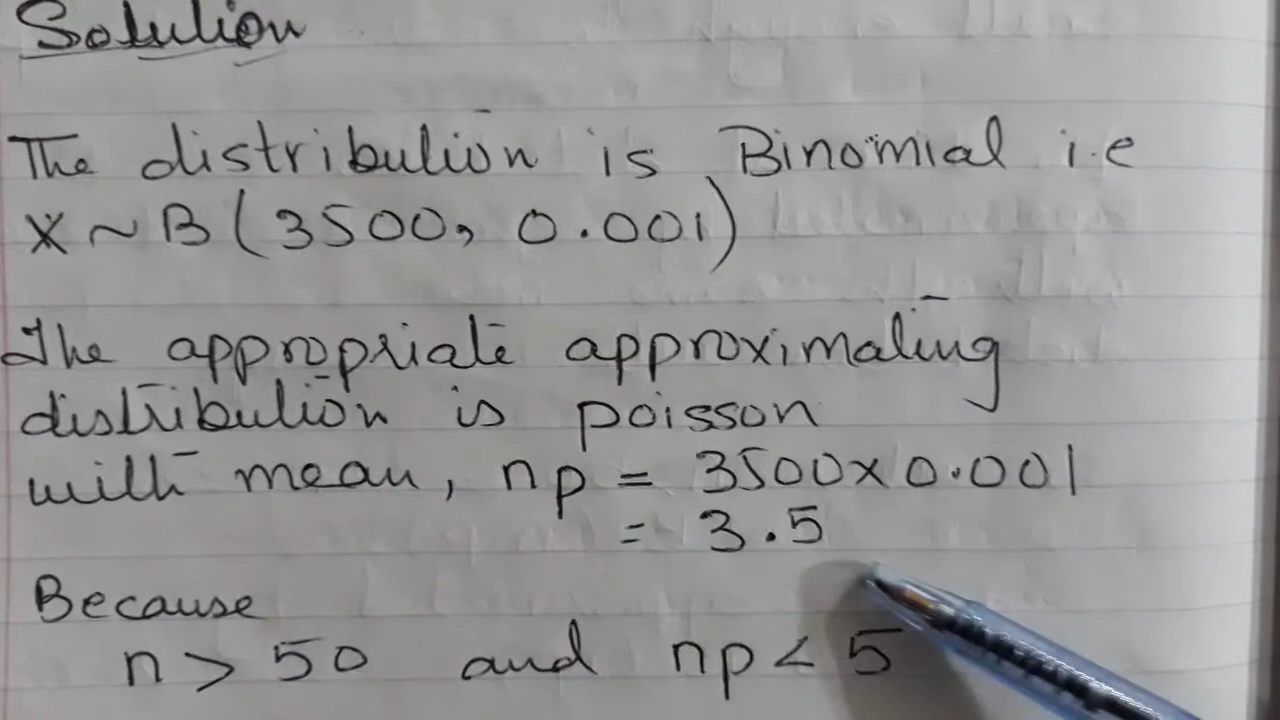 Solution
The distribution is Binomial i.e
X ~ B (3500, 0.001)
The appropriate approximating
distribution is poisson
with mean, np = 3500 x 0.001
= 3.5
Because
n > 50 and np < 5